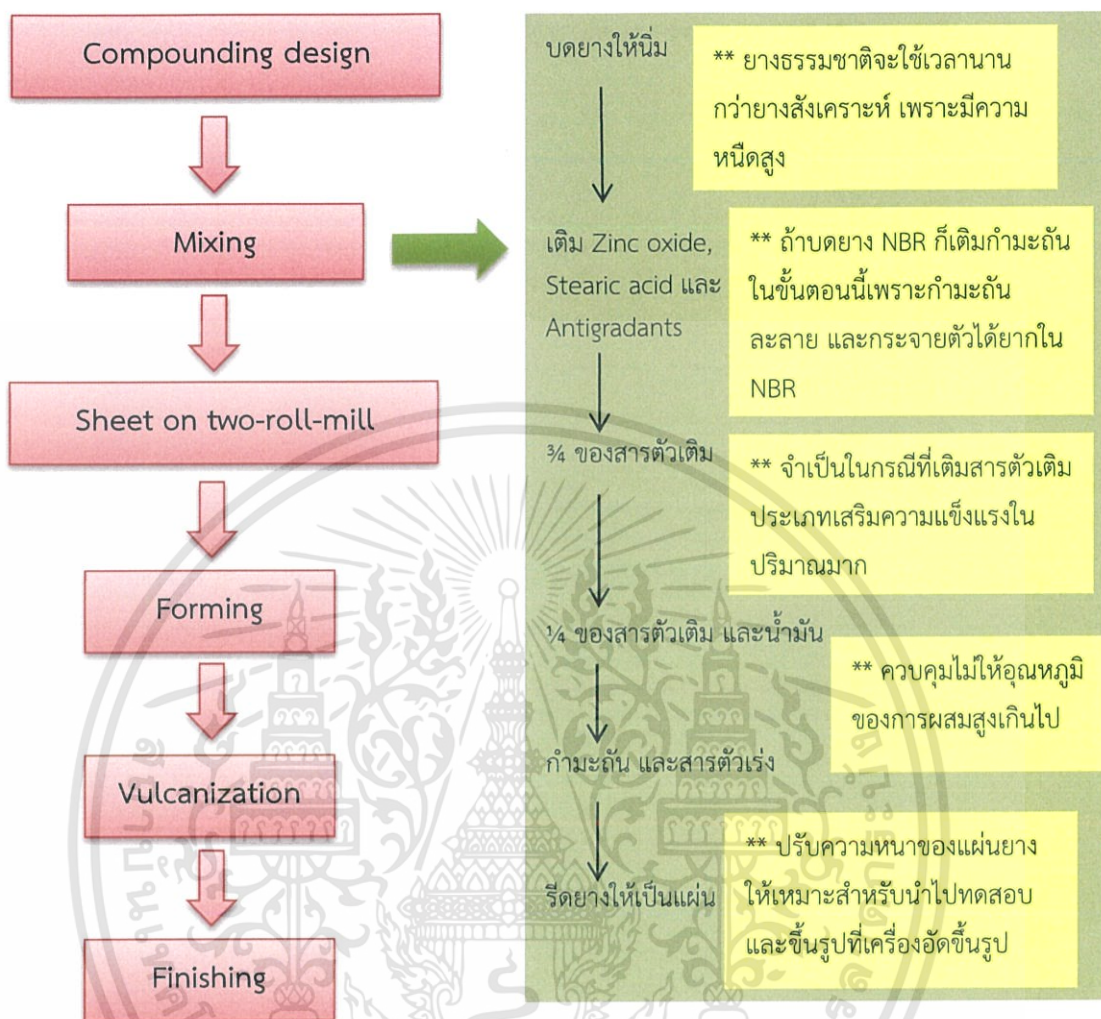 Compounding design
Mixing
Sheet on two-roll-mill
Forming
Vulcanization
Finishing
บดยางให้นิ่ม
** ยางธรรมชาติจะใช้เวลานาน
กว่ายางสังเคราะห์ เพราะมีความ
หนืดสูง
เติม Zinc oxide,
Stearic acid และ
Antigradants
** ถ้าบดยาง NBR ก็เติมกำมะถัน
ในขั้นตอนนี้เพราะกำมะถัน
ละลาย และกระจายตัวได้ยากใน
NBR
¾ ของสารตัวเติม
** จำเป็นในกรณีที่เติมสารตัวเติม
ประเภทเสริมความแข็งแรงใน
ปริมาณมาก
¼ ของสารตัวเติม และน้ำมัน
** ควบคุมไม่ให้อุณหภูมิ
ของการผสมสูงเกินไป
กำมะถัน และสารตัวเร่ง
** ปรับความหนาของแผ่นยาง
ให้เหมาะสำหรับนำไปทดสอบ
และขึ้นรูปที่เครื่องอัดขึ้นรูป
รีดยางให้เป็นแผ่น